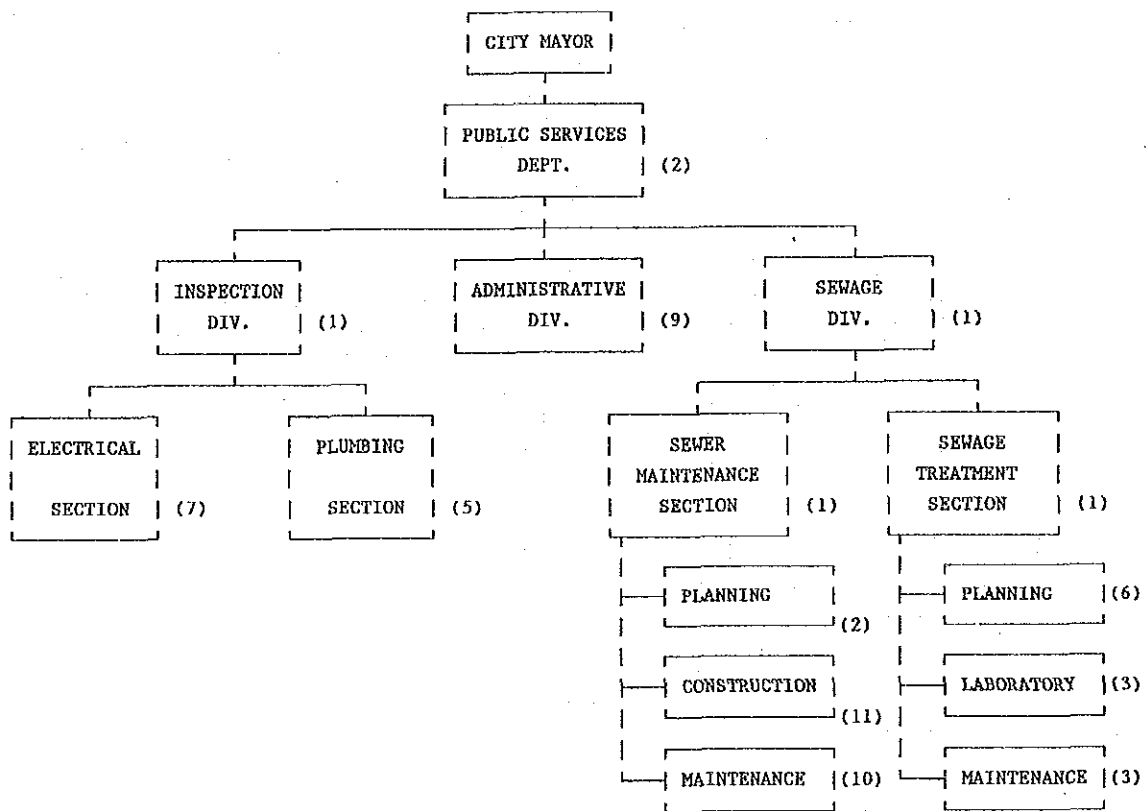 CITY MAYOR
PUBLIC SERVICES
DEPT. (2)
INSPECTION
DIV. (1)
ADMINISTRATIVE
DIV. (9)
SEWAGE
DIV. (1)
ELECTRICAL
SECTION (7)
PLUMBING
SECTION (5)
SEWER
MAINTENANCE
SECTION (1)
SEWAGE
TREATMENT
SECTION (1)
PLANNING (2)
CONSTRUCTION (11)
MAINTENANCE (10)
PLANNING (6)
LABORATORY (3)
MAINTENANCE (3)